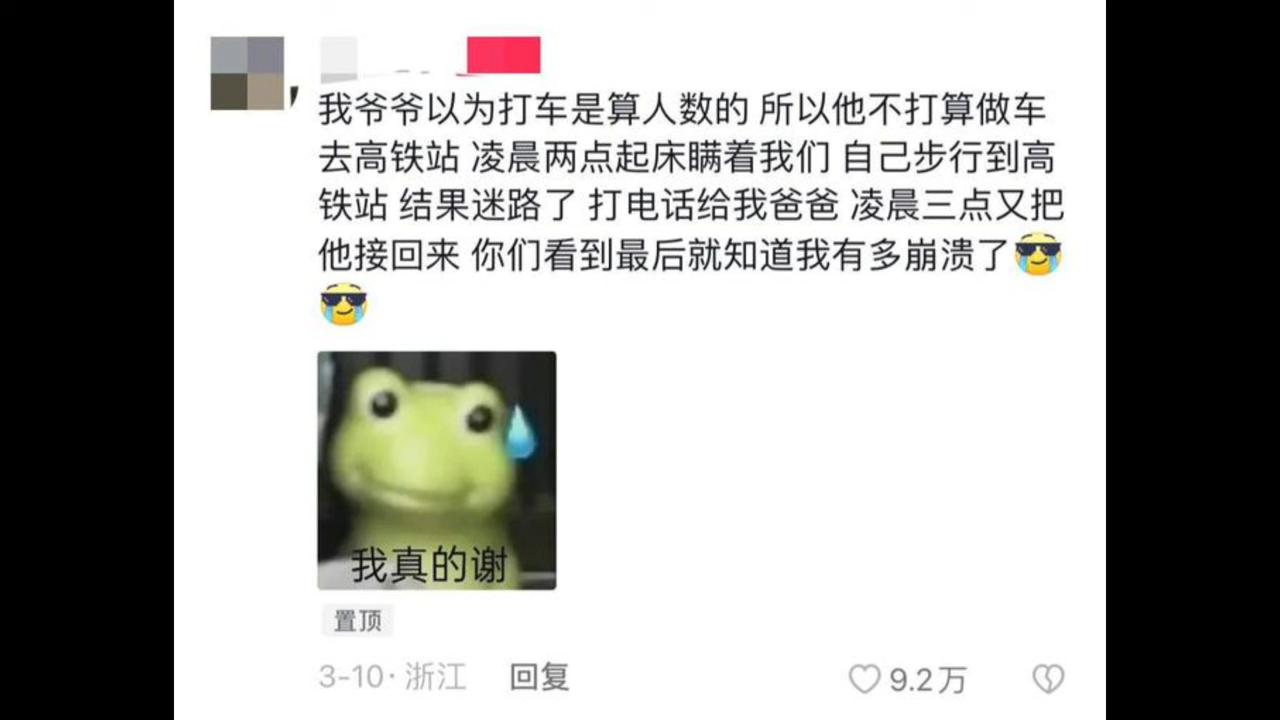 我爷爷以为打车是算人数的 所以他不打算做车
去高铁站 凌晨两点起床瞒着我们 自己步行到高
铁站 结果迷路了 打电话给我爸爸 凌晨三点又把
他接回来 你们看到最后就知道我有多崩溃了😎
😎
我真的谢
置顶
3-10·浙江 回复 9.2万